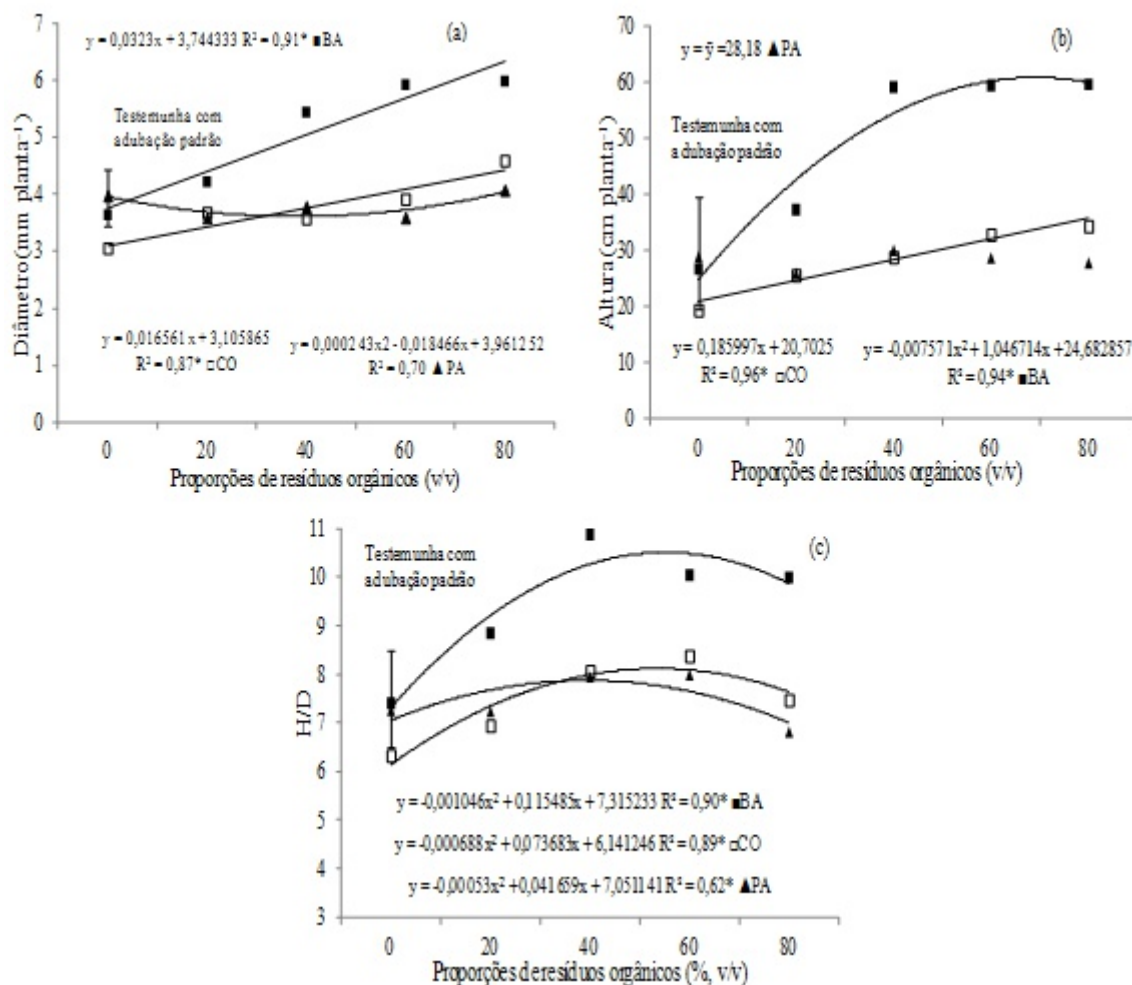 7
6
5
4
3
2
1
0
Diâmetro (mm planta⁻¹)
y = 0,0323x + 3,744333 R² = 0,91* ■BA
(a)
Testemunha com
adubação padrão
y = 0,016561x + 3,105865
R² = 0,87* □CO
y = 0,000243x2 - 0,018466x + 3,961252
R² = 0,70 ▲PA
0 20 40 60 80
Proporções de resíduos orgânicos (v/v)
70
60
50
40
30
20
10
0
Altura (cm planta⁻¹)
y = ȳ =28,18 ▲PA
(b)
Testemunha com
adubação padrão
y = 0,185997x + 20,7025
R² = 0,96* □CO
y = -0,007571x² + 1,046714x + 24,682857
R² = 0,94* ■BA
0 20 40 60 80
Proporções de resíduos orgânicos (v/v)
11
10
9
8
7
6
5
4
3
H/D
Testemunha com
adubação padrão
(c)
y = -0,001046x² + 0,115485x + 7,315233 R² = 0,90* ■BA
y = -0,000688x² + 0,073683x + 6,141246 R² = 0,89* □CO
y = -0,00053x² + 0,041659x + 7,051141 R² = 0,62* ▲PA
0 20 40 60 80
Proporções de resíduos orgânicos (%, v/v)